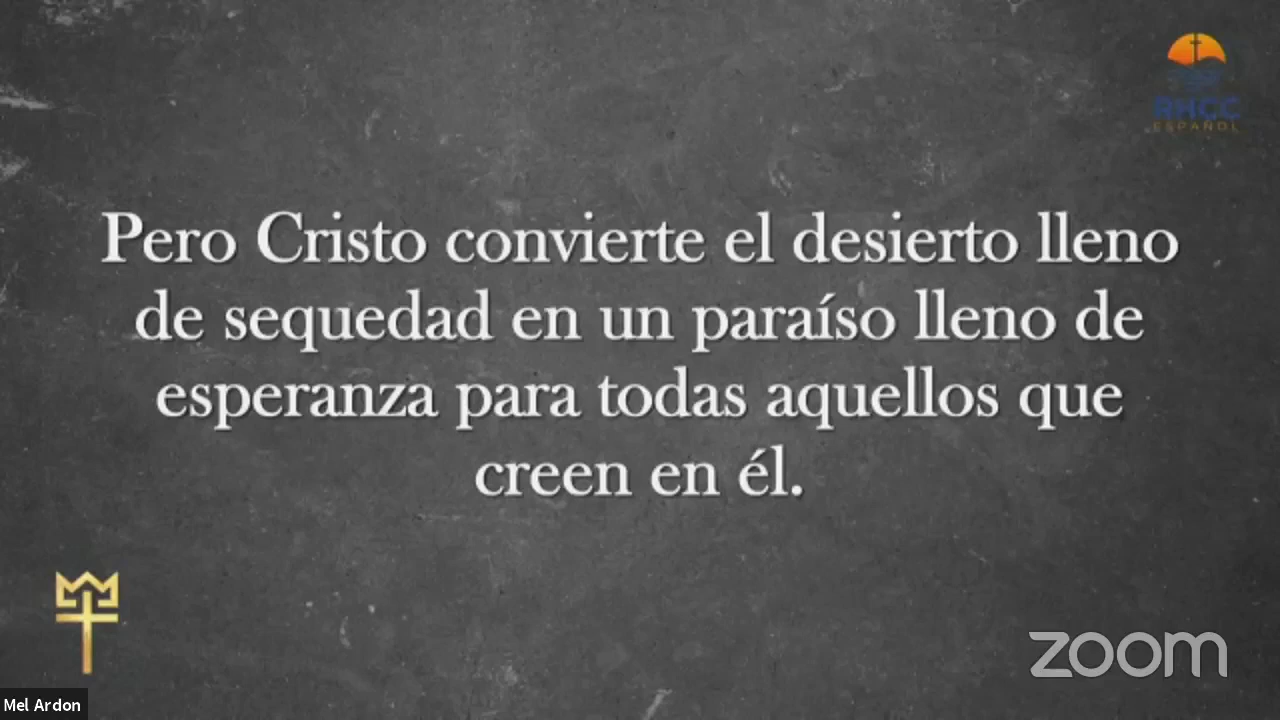 RHCC
ESPAÑOL
Pero Cristo convierte el desierto lleno
de sequedad en un paraíso lleno de
esperanza para todas aquellos que
creen en él.
zoom
Mel Ardon